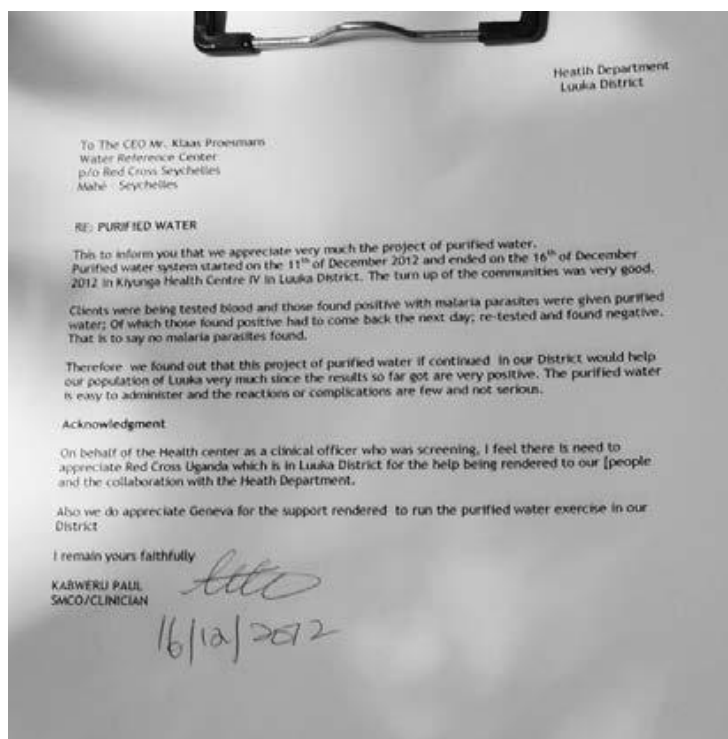 Heatlh Department
Luuka District
To The CEO Mr. Klaas Proesmans
Water Reference Center
p/o Red Cross Seychelles
Mahé - Seychelles
RE: PURIFIED WATER
This to inform you that we appreciate very much the project of purified water.
Purified water system started on the 11th of December 2012 and ended on the 16th of December
2012 in Kiyunga Health Centre IV in Luuka District. The turn up of the communities was very good.
Clients were being tested blood and those found positive with malaria parasites were given purified
water; Of which those found positive had to come back the next day; re-tested and found negative.
That is to say no malaria parasites found.
Therefore we found out that this project of purified water if continued in our District would help
our population of Luuka very much since the results so far got are very positive. The purified water
is easy to administer and the reactions or complications are few and not serious.
Acknowledgment
On behalf of the Health center as a clinical officer who was screening, I feel there is need to
appreciate Red Cross Uganda which is in Luuka District for the help being rendered to our [people
and the collaboration with the Heath Department.
Also we do appreciate Geneva for the support rendered to run the purified water exercise in our
District
I remain yours faithfully
KABWERU PAUL
SMCO/CLINICIAN
16/12/2012